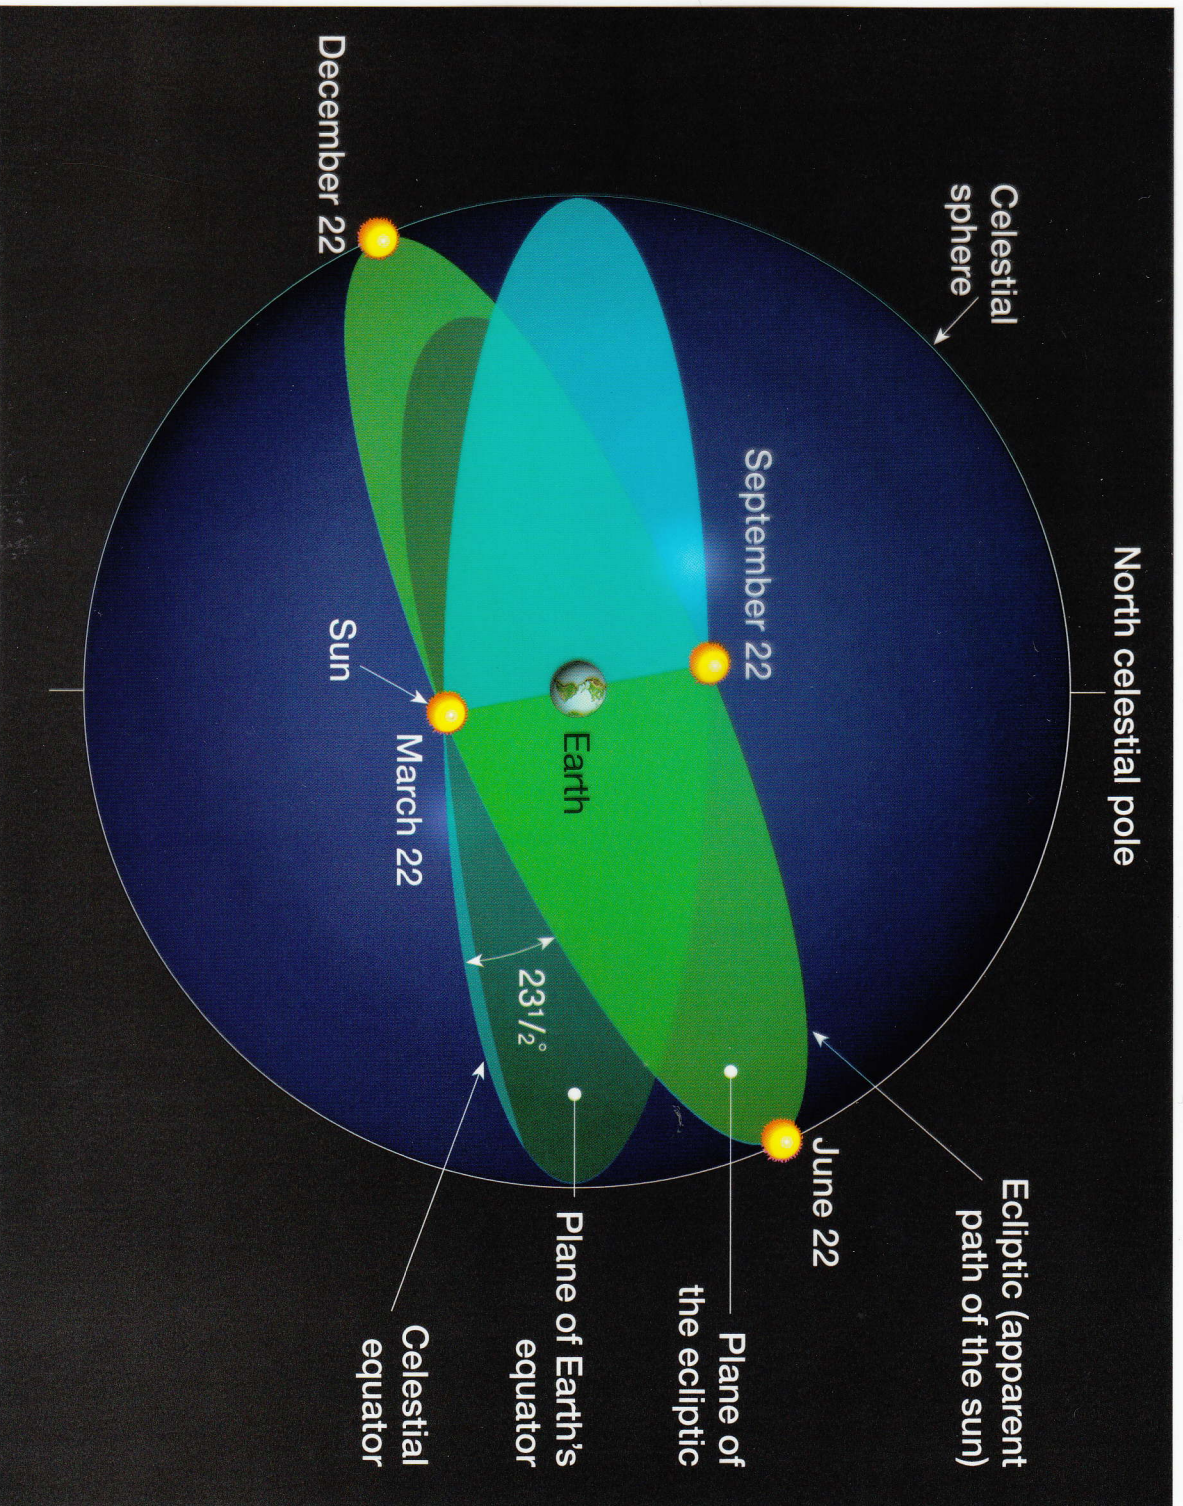 North celestial pole
Celestial
sphere
Ecliptic (apparent
path of the sun)
September 22
June 22
Plane of
the ecliptic
Earth
Plane of Earth's
equator
23½°
December 22
Sun
March 22
Celestial
equator